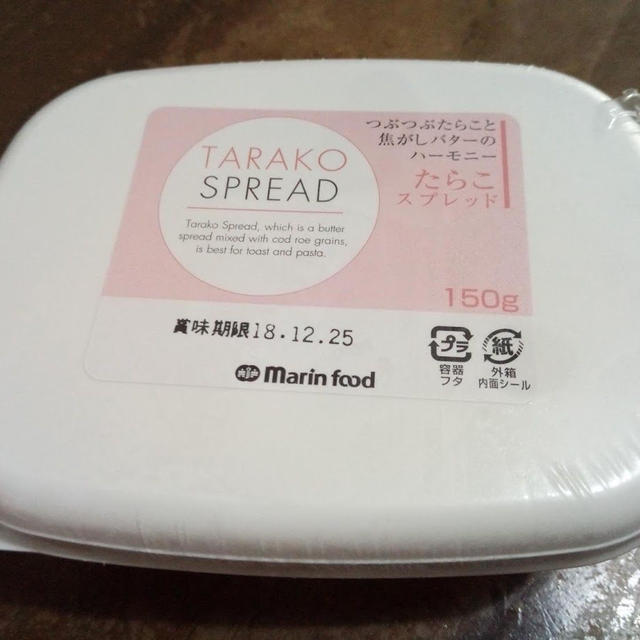 TARAKO
SPREAD
Tarako Spread, which is a butter
spread mixed with cod roe grains,
is best for toast and pasta.
つぶつぶたらこと
焦がしバターの
ハーモニー
たらこ
スプレッド
150g
賞味期限18.12.25
marin food
プラ
容器
フタ
紙
外箱
内面シール